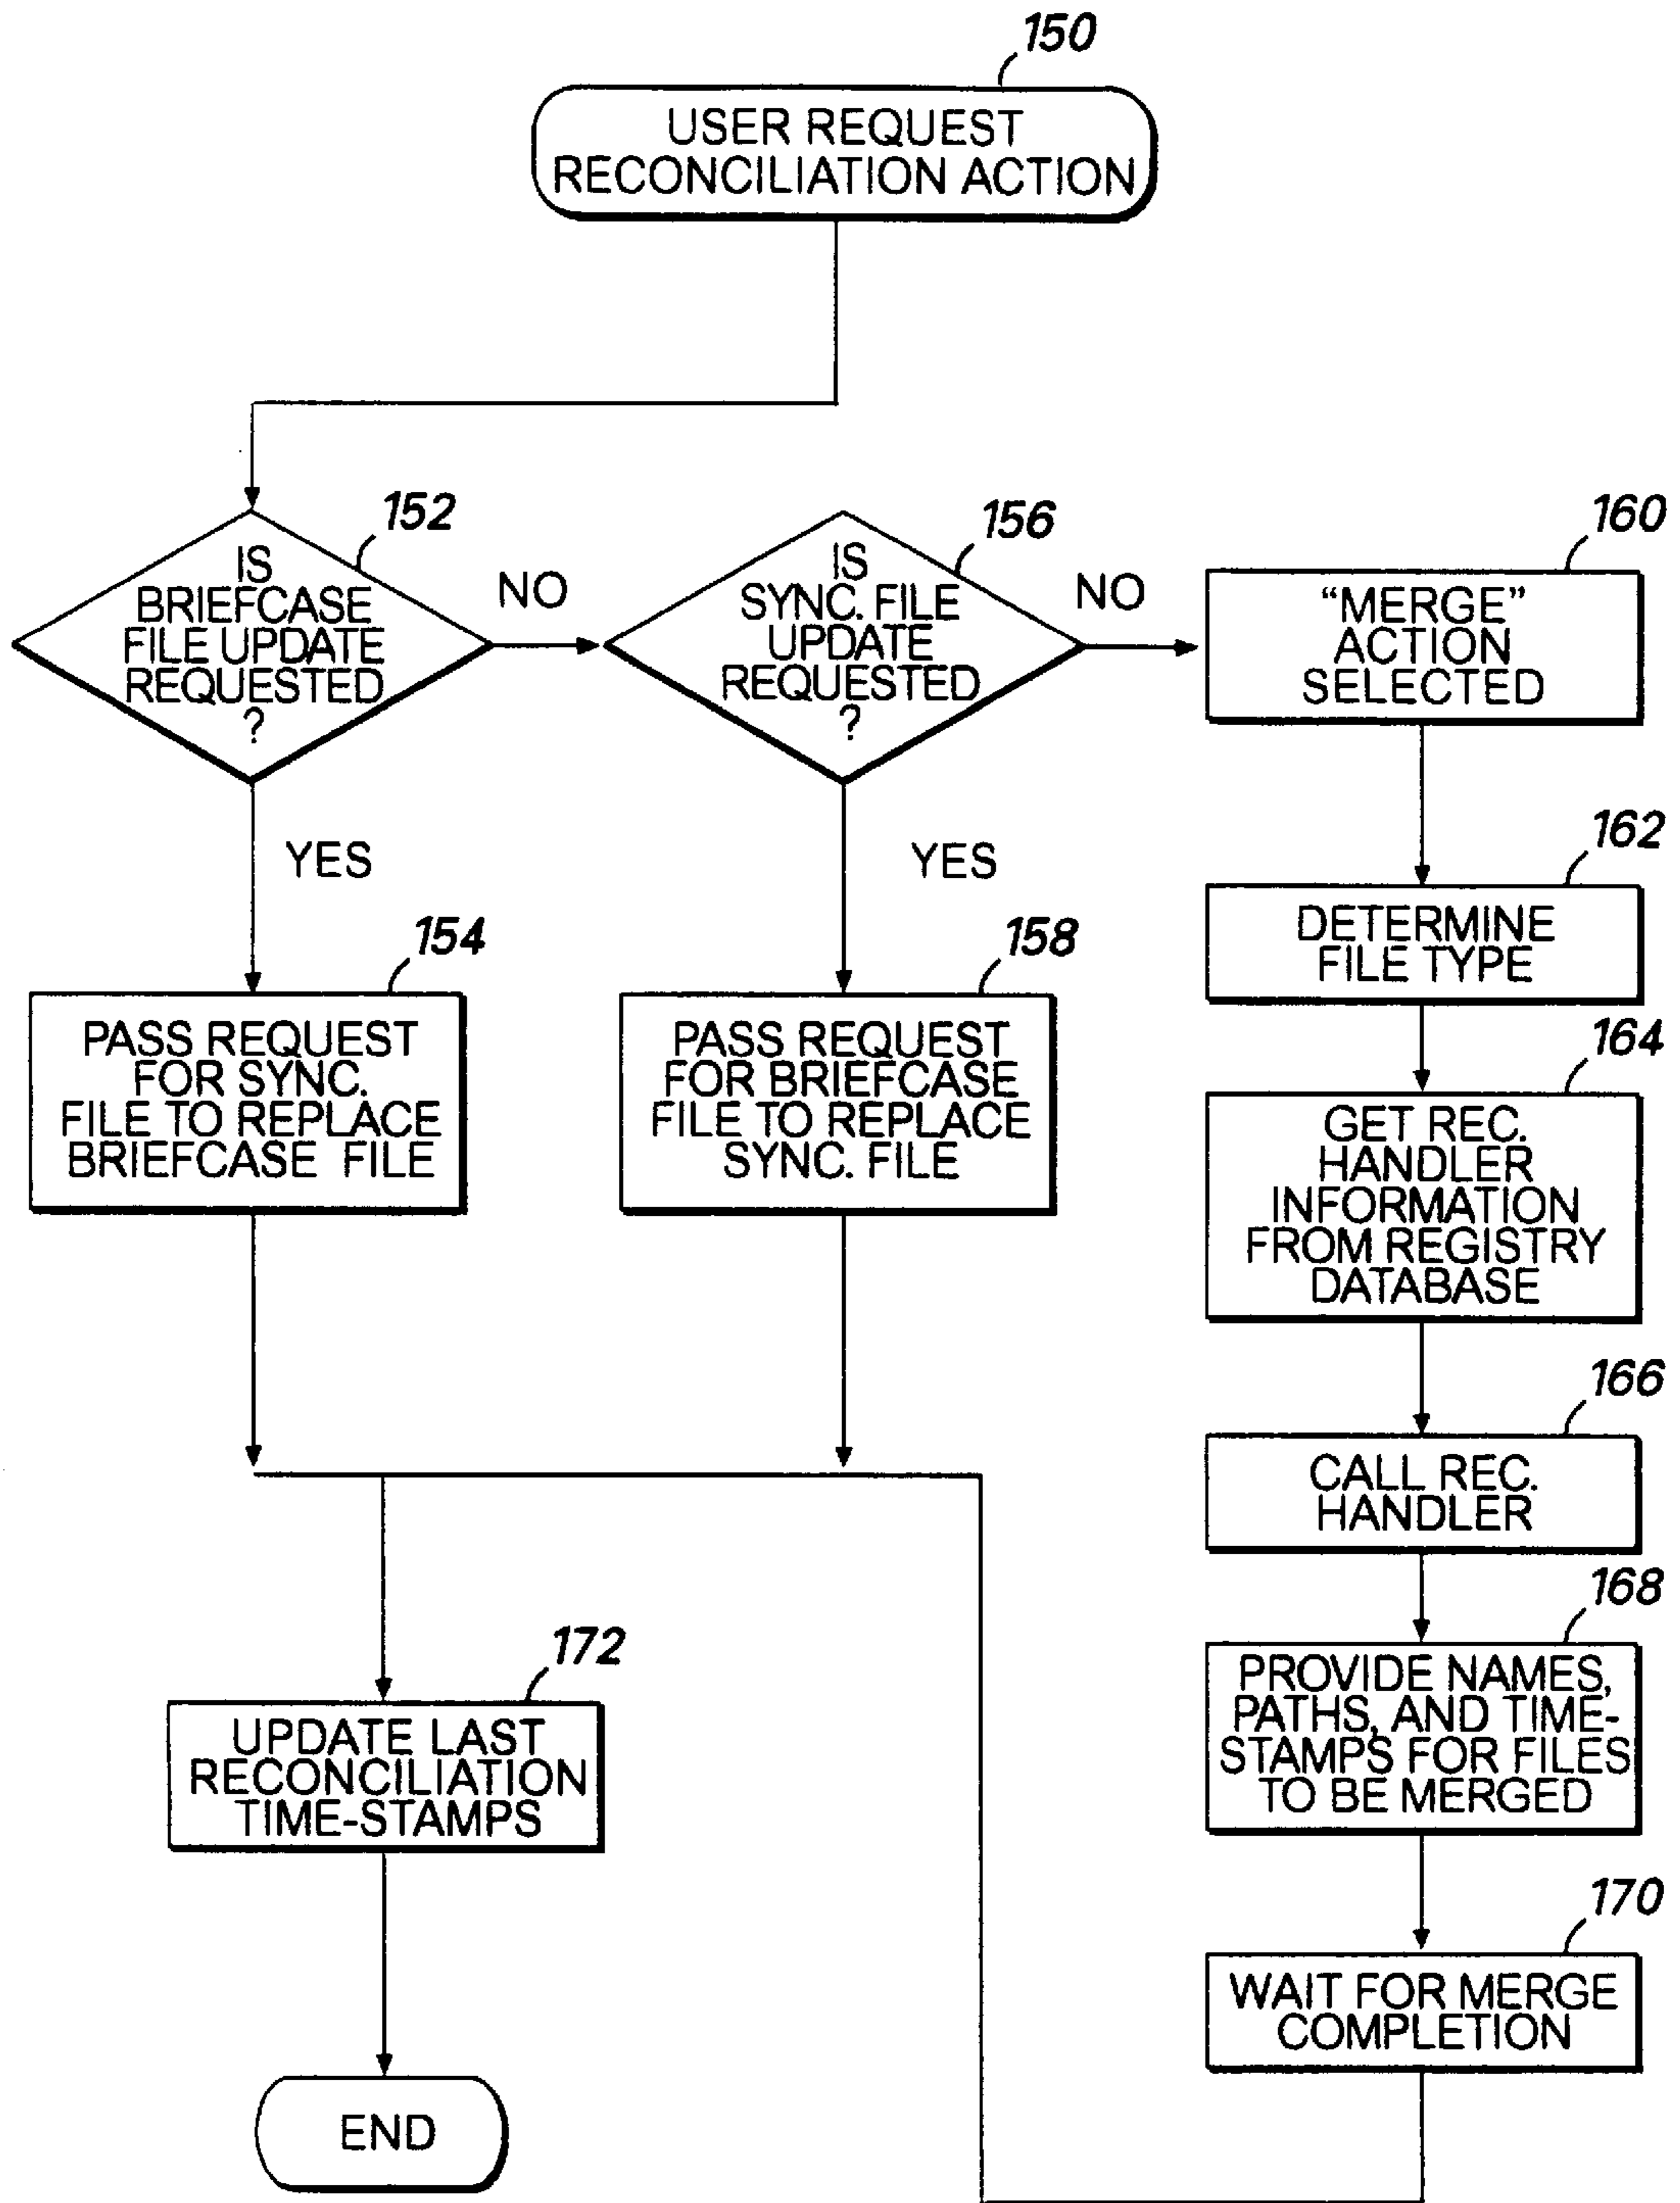 150
USER REQUEST
RECONCILIATION ACTION
152
IS
BRIEFCASE
FILE UPDATE
REQUESTED
?
NO
YES
156
IS
SYNC. FILE
UPDATE
REQUESTED
?
NO
YES
154
PASS REQUEST
FOR SYNC.
FILE TO REPLACE
BRIEFCASE FILE
158
PASS REQUEST
FOR BRIEFCASE
FILE TO REPLACE
SYNC. FILE
160
“MERGE”
ACTION
SELECTED
162
DETERMINE
FILE TYPE
164
GET REC.
HANDLER
INFORMATION
FROM REGISTRY
DATABASE
166
CALL REC.
HANDLER
168
PROVIDE NAMES,
PATHS, AND TIME-
STAMPS FOR FILES
TO BE MERGED
170
WAIT FOR MERGE
COMPLETION
172
UPDATE LAST
RECONCILIATION
TIME-STAMPS
END